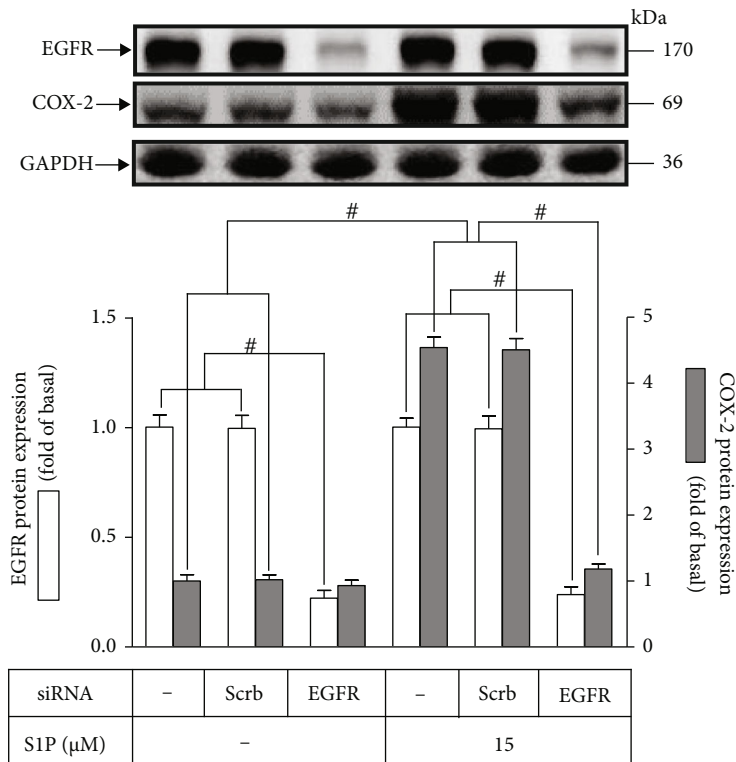 kDa
EGFR 170
COX-2 69
GAPDH 36
# #
# #
1.5
1.0
0.5
0.0
EGFR protein expression
(fold of basal)
5
4
3
2
1
0
COX-2 protein expression
(fold of basal)
siRNA – Scrb EGFR – Scrb EGFR
S1P (μM) – 15